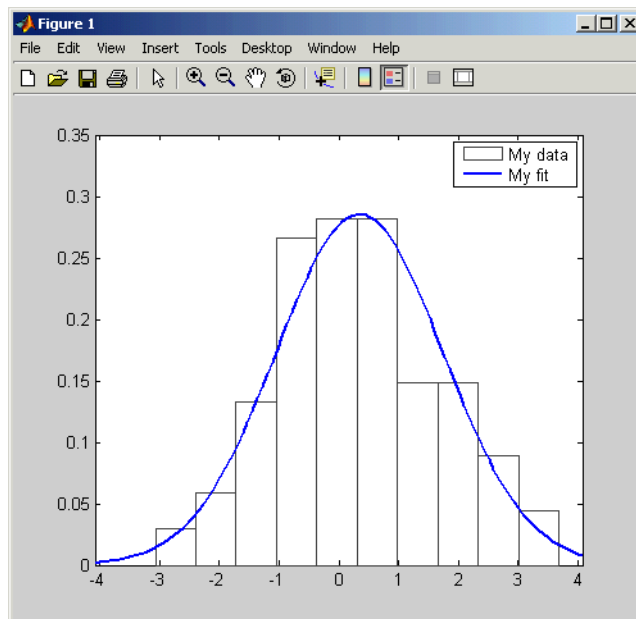 Figure 1
File Edit View Insert Tools Desktop Window Help
0.35
0.3
0.25
0.2
0.15
0.1
0.05
0
-4 -3 -2 -1 0 1 2 3 4
My data
My fit